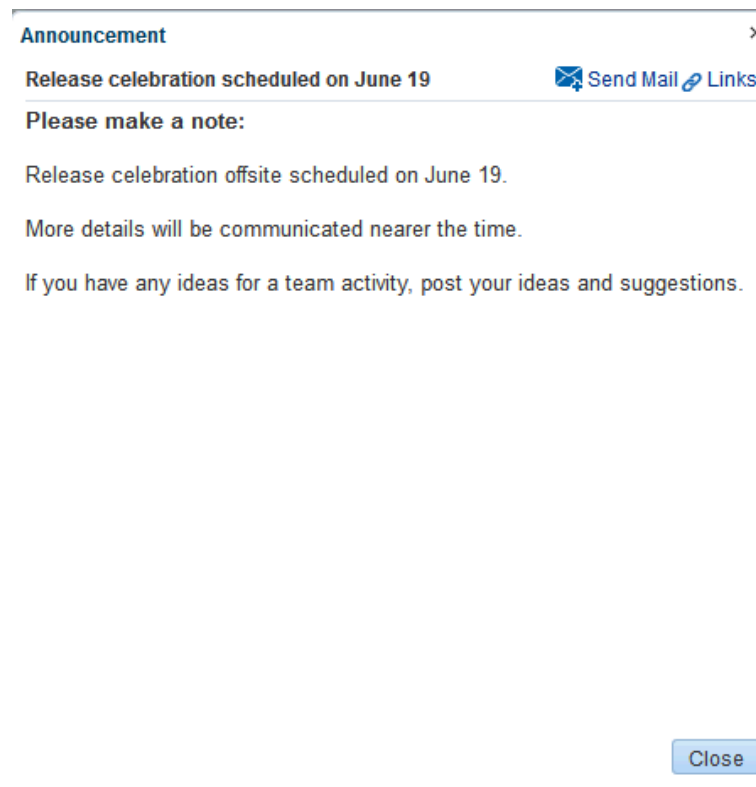 Announcement
Release celebration scheduled on June 19 Send Mail Links
Please make a note:
Release celebration offsite scheduled on June 19.
More details will be communicated nearer the time.
If you have any ideas for a team activity, post your ideas and suggestions.
Close